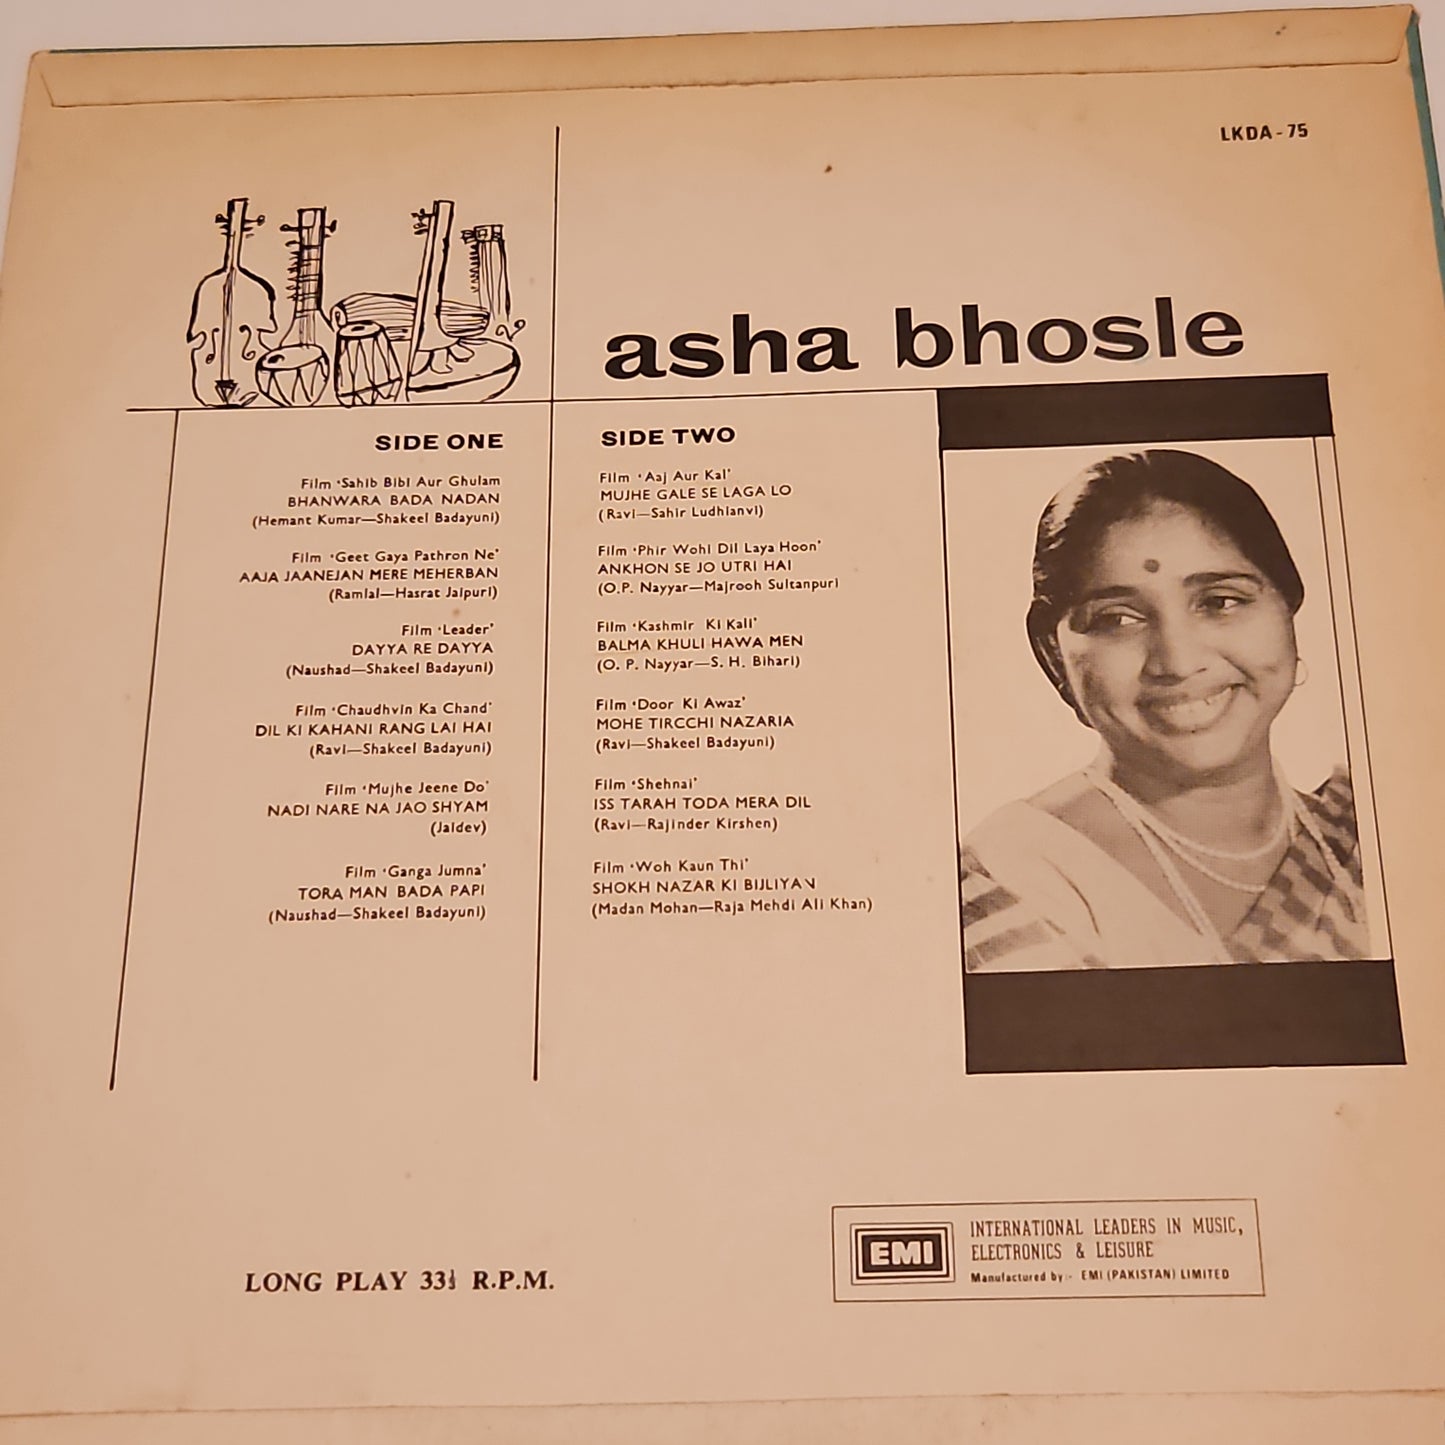 LKDA-75
asha bhosle
SIDE ONE
Film 'Sahib Bibi Aur Ghulam
BHANWARA BADA NADAN
(Hemant Kumar—Shakeel Badayuni)
Film 'Geet Gaya Pathron Ne'
AAJA JAANEJAN MERE MEHERBAN
(Ramlal—Hasrat Jaipuri)
Film 'Leader'
DAYYA RE DAYYA
(Naushad—Shakeel Badayuni)
Film 'Chaudhvin Ka Chand'
DIL KI KAHANI RANG LAI HAI
(Ravi—Shakeel Badayuni)
Film 'Mujhe Jeene Do'
NADI NARE NA JAO SHYAM
(Jaidev)
Film 'Ganga Jumna'
TORA MAN BADA PAPI
(Naushad—Shakeel Badayuni)
SIDE TWO
Film 'Aaj Aur Kal'
MUJHE GALE SE LAGA LO
(Ravi—Sahir Ludhianvi)
Film 'Phir Wohi Dil Laya Hoon'
ANKHON SE JO UTRI HAI
(O.P. Nayyar—Majrooh Sultanpuri
Film 'Kashmir Ki Kali'
BALMA KHULI HAWA MEN
(O. P. Nayyar—S. H. Bihari)
Film 'Door Ki Awaz'
MOHE TIRCCHI NAZARIA
(Ravi—Shakeel Badayuni)
Film 'Shehnai'
ISS TARAH TODA MERA DIL
(Ravi—Rajinder Kirshen)
Film 'Woh Kaun Thi'
SHOKH NAZAR KI BIJLIYAN
(Madan Mohan—Raja Mehdi Ali Khan)
LONG PLAY 33⅓ R.P.M.
EMI
INTERNATIONAL LEADERS IN MUSIC,
ELECTRONICS & LEISURE
Manufactured by:- EMI (PAKISTAN) LIMITED